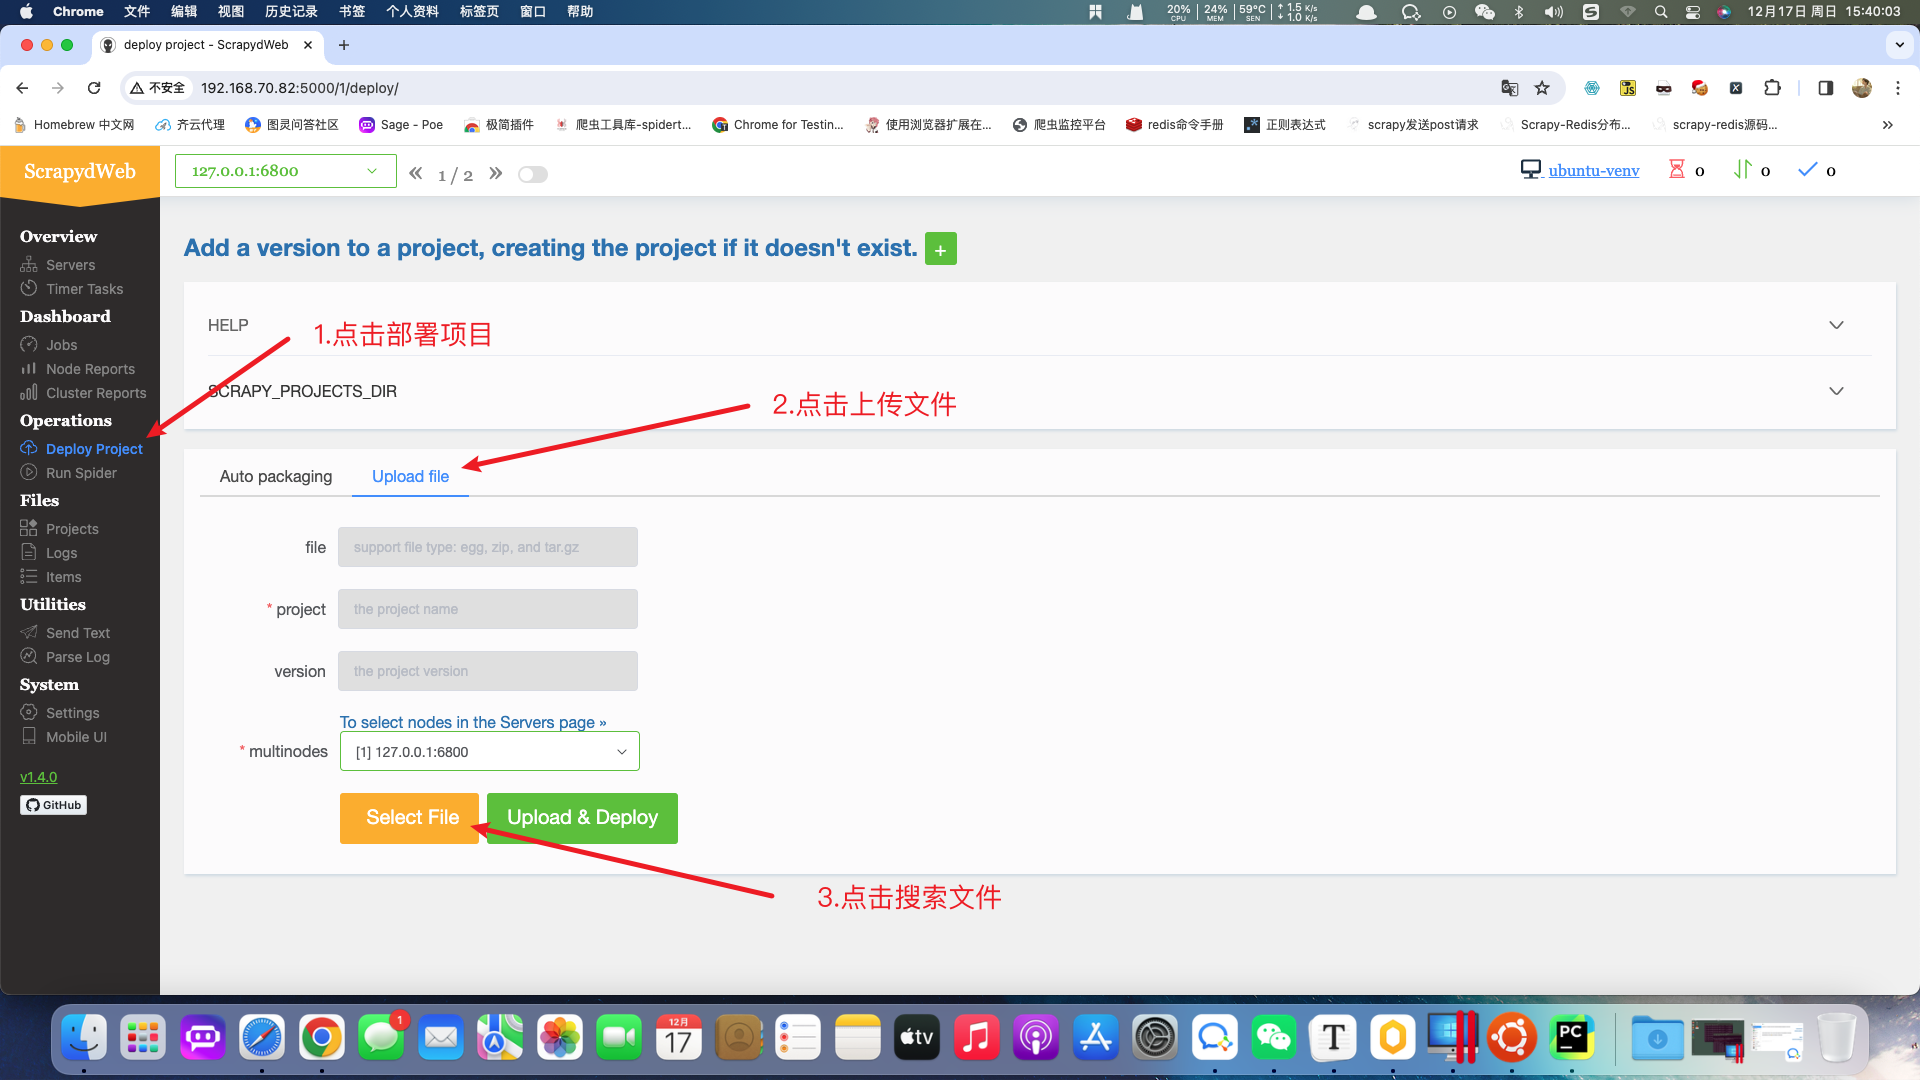 Chrome 文件 编辑 视图 历史记录 书签 个人资料 标签页 窗口 帮助 20% CPU 24% MEM 59°C SEN ↑ 1.5 K/s ↓ 1.0 K/s 12月17日 周日 15:40:03
deploy project - ScrapydWeb
不安全 192.168.70.82:5000/1/deploy/
Homebrew 中文网 齐云代理 图灵问答社区 Sage - Poe 极简插件 爬虫工具库-spidert... Chrome for Testin... 使用浏览器扩展在... 爬虫监控平台 redis命令手册 正则表达式 scrapy发送post请求 Scrapy-Redis分布... scrapy-redis源码...
ScrapydWeb 127.0.0.1:6800 1 / 2 ubuntu-venv 0 0 0
Overview
Servers
Timer Tasks
Dashboard
Jobs
Node Reports
Cluster Reports
Operations
Deploy Project
Run Spider
Files
Projects
Logs
Items
Utilities
Send Text
Parse Log
System
Settings
Mobile UI
v1.4.0
GitHub
Add a version to a project, creating the project if it doesn't exist. +
HELP
1.点击部署项目
SCRAPY_PROJECTS_DIR
2.点击上传文件
Auto packaging Upload file
file support file type: egg, zip, and tar.gz
* project the project name
version the project version
To select nodes in the Servers page »
* multinodes [1] 127.0.0.1:6800
Select File Upload & Deploy
3.点击搜索文件
1
12月
17
tv
T
PC